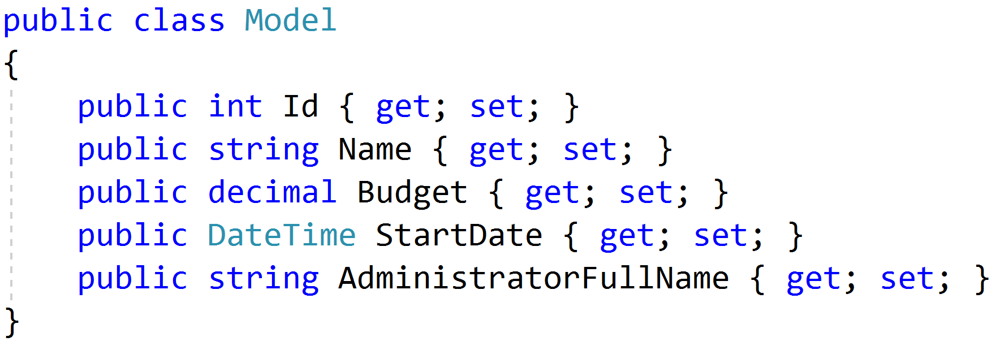 public class Model
{
    public int Id { get; set; }
    public string Name { get; set; }
    public decimal Budget { get; set; }
    public DateTime StartDate { get; set; }
    public string AdministratorFullName { get; set; }
}